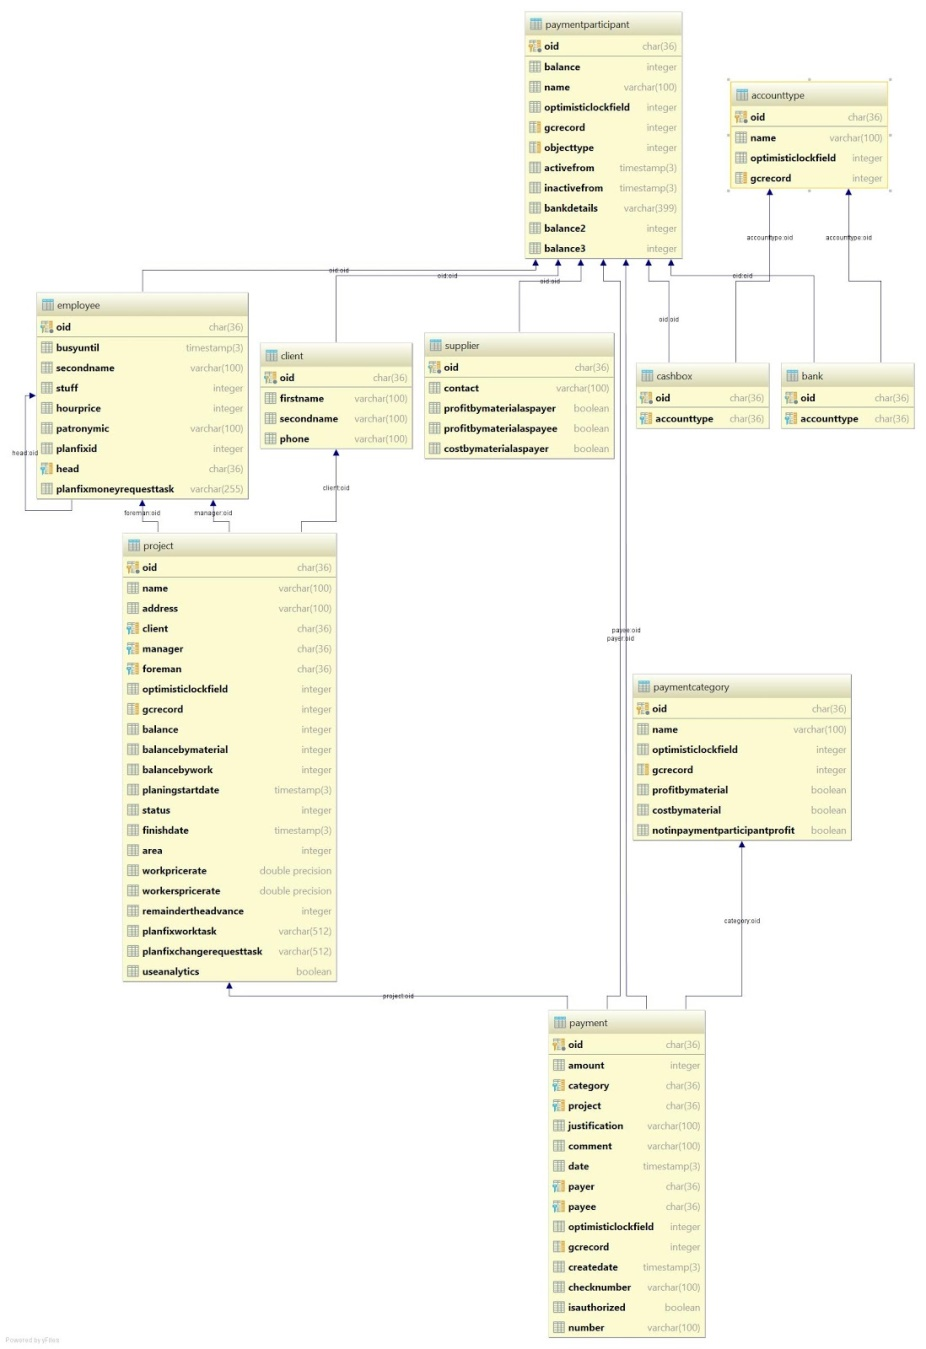 paymentparticipant
oid char(36)
balance integer
name varchar(100)
optimisticlockfield integer
gcrecord integer
objecttype integer
activefrom timestamp(3)
inactivefrom timestamp(3)
bankdetails varchar(399)
balance2 integer
balance3 integer
accounttype
oid char(36)
name varchar(100)
optimisticlockfield integer
gcrecord integer
accounttype:oid
accounttype:oid
oid:oid
oid:oid
oid:oid
oid:oid
oid:oid
employee
oid char(36)
busyuntil timestamp(3)
secondname varchar(100)
stuff integer
hourprice integer
patronymic varchar(100)
planfixid integer
head char(36)
planfixmoneyrequesttask varchar(255)
head:oid
client
oid char(36)
firstname varchar(100)
secondname varchar(100)
phone varchar(100)
supplier
oid char(36)
contact varchar(100)
profitbymaterialaspayer boolean
profitbymaterialaspayee boolean
costbymaterialaspayer boolean
cashbox
oid char(36)
accounttype char(36)
bank
oid char(36)
accounttype char(36)
client:oid
foreman:oid
manager:oid
project
oid char(36)
name varchar(100)
address varchar(100)
client char(36)
manager char(36)
foreman char(36)
optimisticlockfield integer
gcrecord integer
balance integer
balancebymaterial integer
balancebywork integer
planingstartdate timestamp(3)
status integer
finishdate timestamp(3)
area integer
workpricerate double precision
workerspricerate double precision
remaindertheadvance integer
planfixworktask varchar(512)
planfixchangerequesttask varchar(512)
useanalytics boolean
payee:oid
payer:oid
paymentcategory
oid char(36)
name varchar(100)
optimisticlockfield integer
gcrecord integer
profitbymaterial boolean
costbymaterial boolean
notinpaymentparticipantprofit boolean
category:oid
project:oid
payment
oid char(36)
amount integer
category char(36)
project char(36)
justification varchar(100)
comment varchar(100)
date timestamp(3)
payer char(36)
payee char(36)
optimisticlockfield integer
gcrecord integer
createdate timestamp(3)
checknumber varchar(100)
isauthorized boolean
number varchar(100)
Powered by yFiles